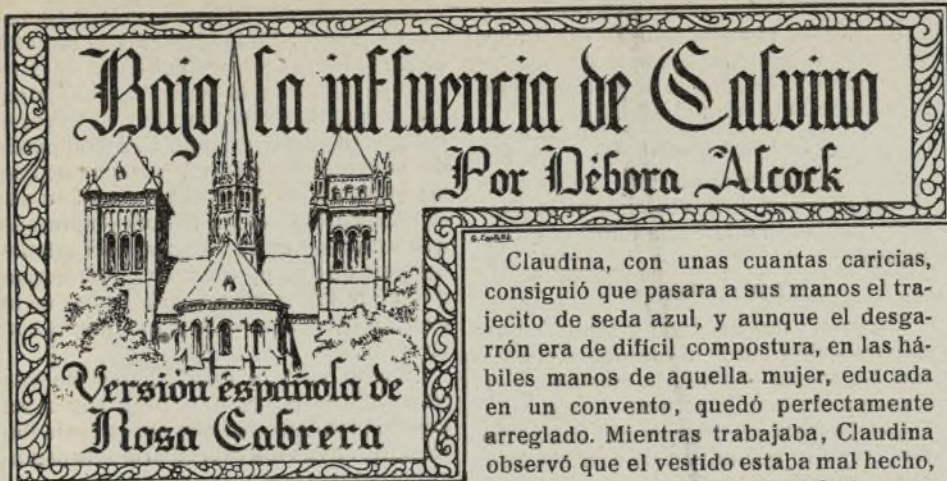 Bajo la influencia de Calvino
Por Débora Alcock
Versión española de
Rosa Cabrera
Claudina, con unas cuantas caricias,
consiguió que pasara a sus manos el tra-
jecito de seda azul, y aunque el desga-
rrón era de dificil compostura, en las há-
biles manos de aquella mujer, educada
en un convento, quedó perfectamente
arreglado. Mientras trabajaba, Claudina
observó que el vestido estaba mal hecho,